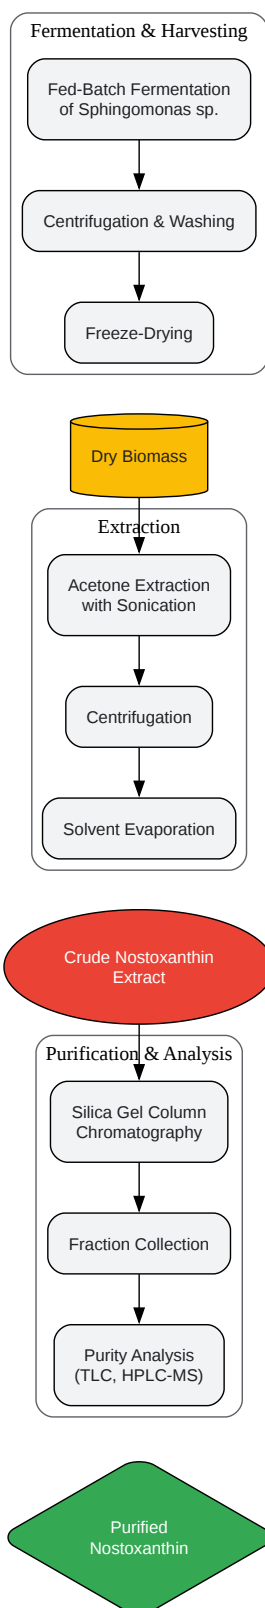 Fermentation & Harvesting
Fed-Batch Fermentation
of Sphingomonas sp.
Centrifugation & Washing
Freeze-Drying
Dry Biomass
Extraction
Acetone Extraction
with Sonication
Centrifugation
Solvent Evaporation
Crude Nostoxanthin
Extract
Purification & Analysis
Silica Gel Column
Chromatography
Fraction Collection
Purity Analysis
(TLC, HPLC-MS)
Purified
Nostoxanthin